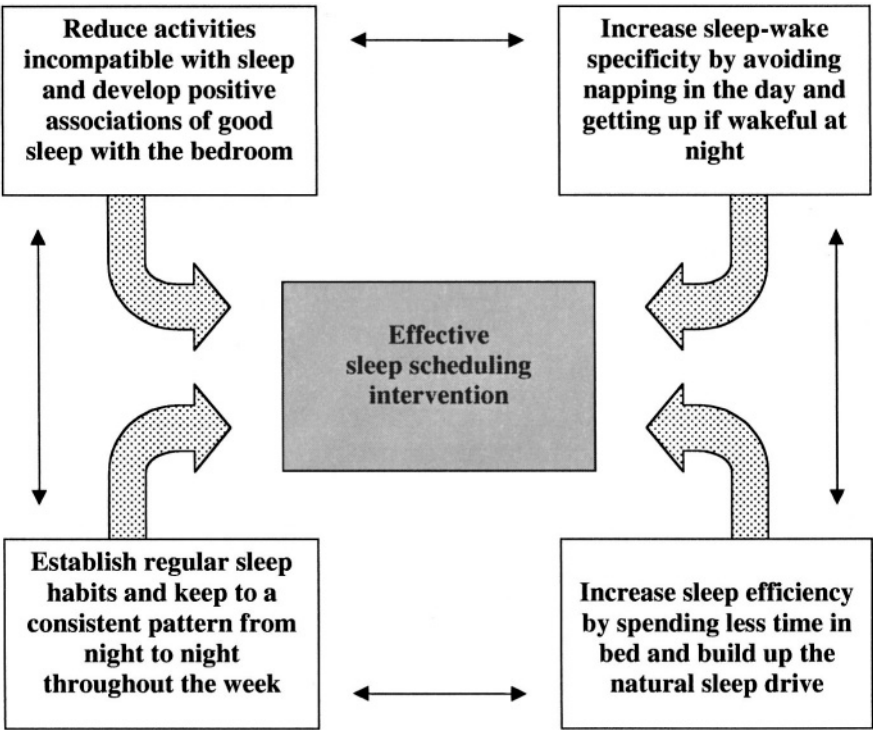 Reduce activities
incompatible with sleep
and develop positive
associations of good
sleep with the bedroom
Increase sleep-wake
specificity by avoiding
napping in the day and
getting up if wakeful at
night
Effective
sleep scheduling
intervention
Establish regular sleep
habits and keep to a
consistent pattern from
night to night
throughout the week
Increase sleep efficiency
by spending less time in
bed and build up the
natural sleep drive